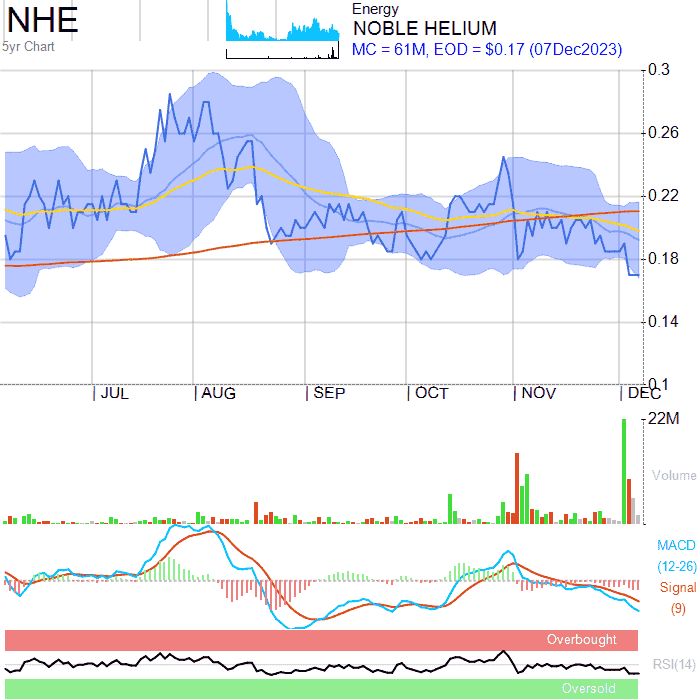 NHE
5yr Chart
Energy
NOBLE HELIUM
MC = 61M, EOD = $0.17 (07Dec2023)
0.3
0.26
0.22
0.18
0.14
0.1
JUL AUG SEP OCT NOV DEC
22M
Volume
MACD
(12-26)
Signal
(9)
Overbought
RSI(14)
Oversold